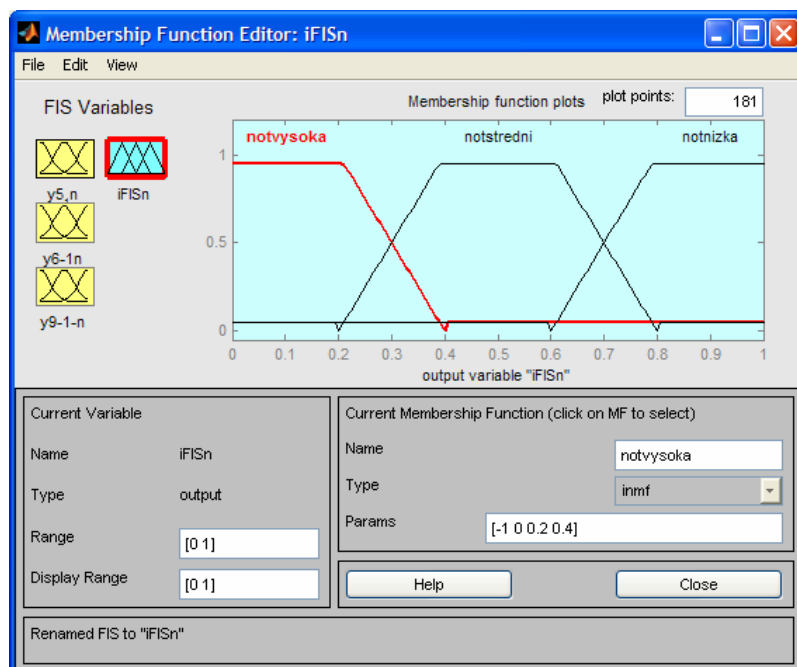 Membership Function Editor: iFISn
File Edit View
FIS Variables
y5,n
iFISn
y6-1n
y9-1-n
Membership function plots plot points: 181
notvysoka notstredni notnizka
1
0.5
0
0 0.1 0.2 0.3 0.4 0.5 0.6 0.7 0.8 0.9 1
output variable "iFISn"
Current Variable
Name iFISn
Type output
Range [0 1]
Display Range [0 1]
Current Membership Function (click on MF to select)
Name notvysoka
Type inmf
Params [-1 0 0.2 0.4]
Help Close
Renamed FIS to "iFISn"